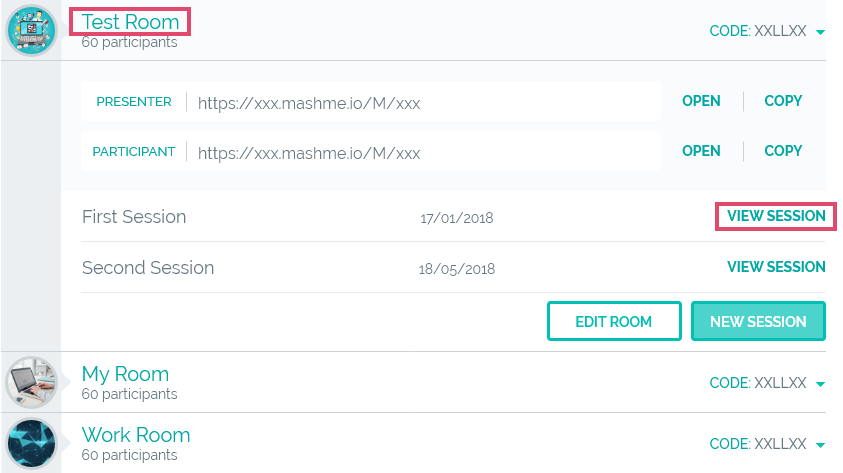 Test Room
60 participants
CODE: XXLLXX
PRESENTER https://xxx.mashme.io/M/xxx OPEN COPY
PARTICIPANT https://xxx.mashme.io/M/xxx OPEN COPY
First Session 17/01/2018 VIEW SESSION
Second Session 18/05/2018 VIEW SESSION
EDIT ROOM NEW SESSION
My Room
60 participants
CODE: XXLLXX
Work Room
60 participants
CODE: XXLLXX